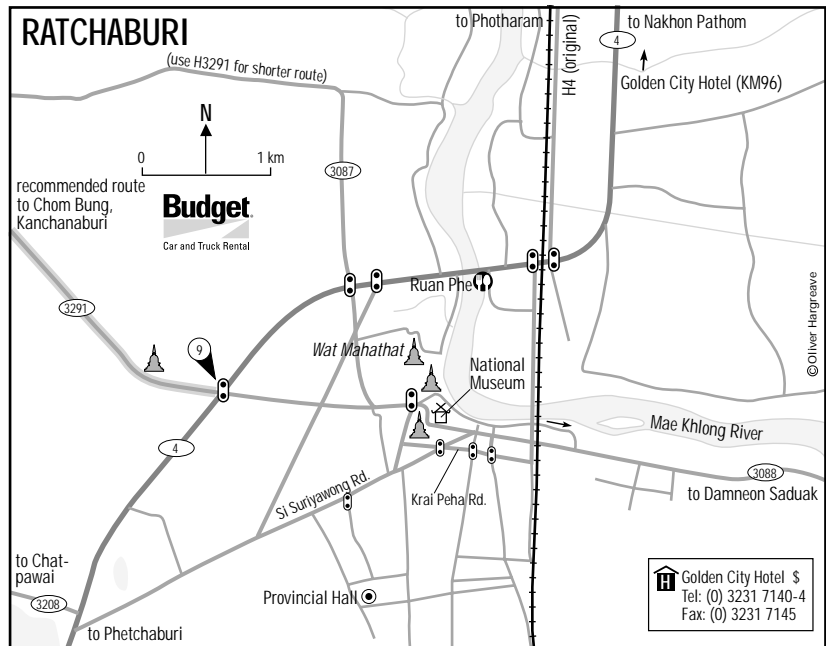 RATCHABURI
to Photharam
H4 (original)
to Nakhon Pathom
4
Golden City Hotel (KM96)
(use H3291 for shorter route)
N
0 1 km
3087
recommended route
to Chom Bung,
Kanchanaburi
Budget
Car and Truck Rental
3291
Ruan Phe
9
Wat Mahathat
National
Museum
©Oliver Hargreave
Mae Khlong River
4
Si Suriyawong Rd.
Krai Peha Rd.
3088
to Damneon Saduak
to Chat-
pawai
3208
Provincial Hall
to Phetchaburi
H Golden City Hotel $
Tel: (0) 3231 7140-4
Fax: (0) 3231 7145